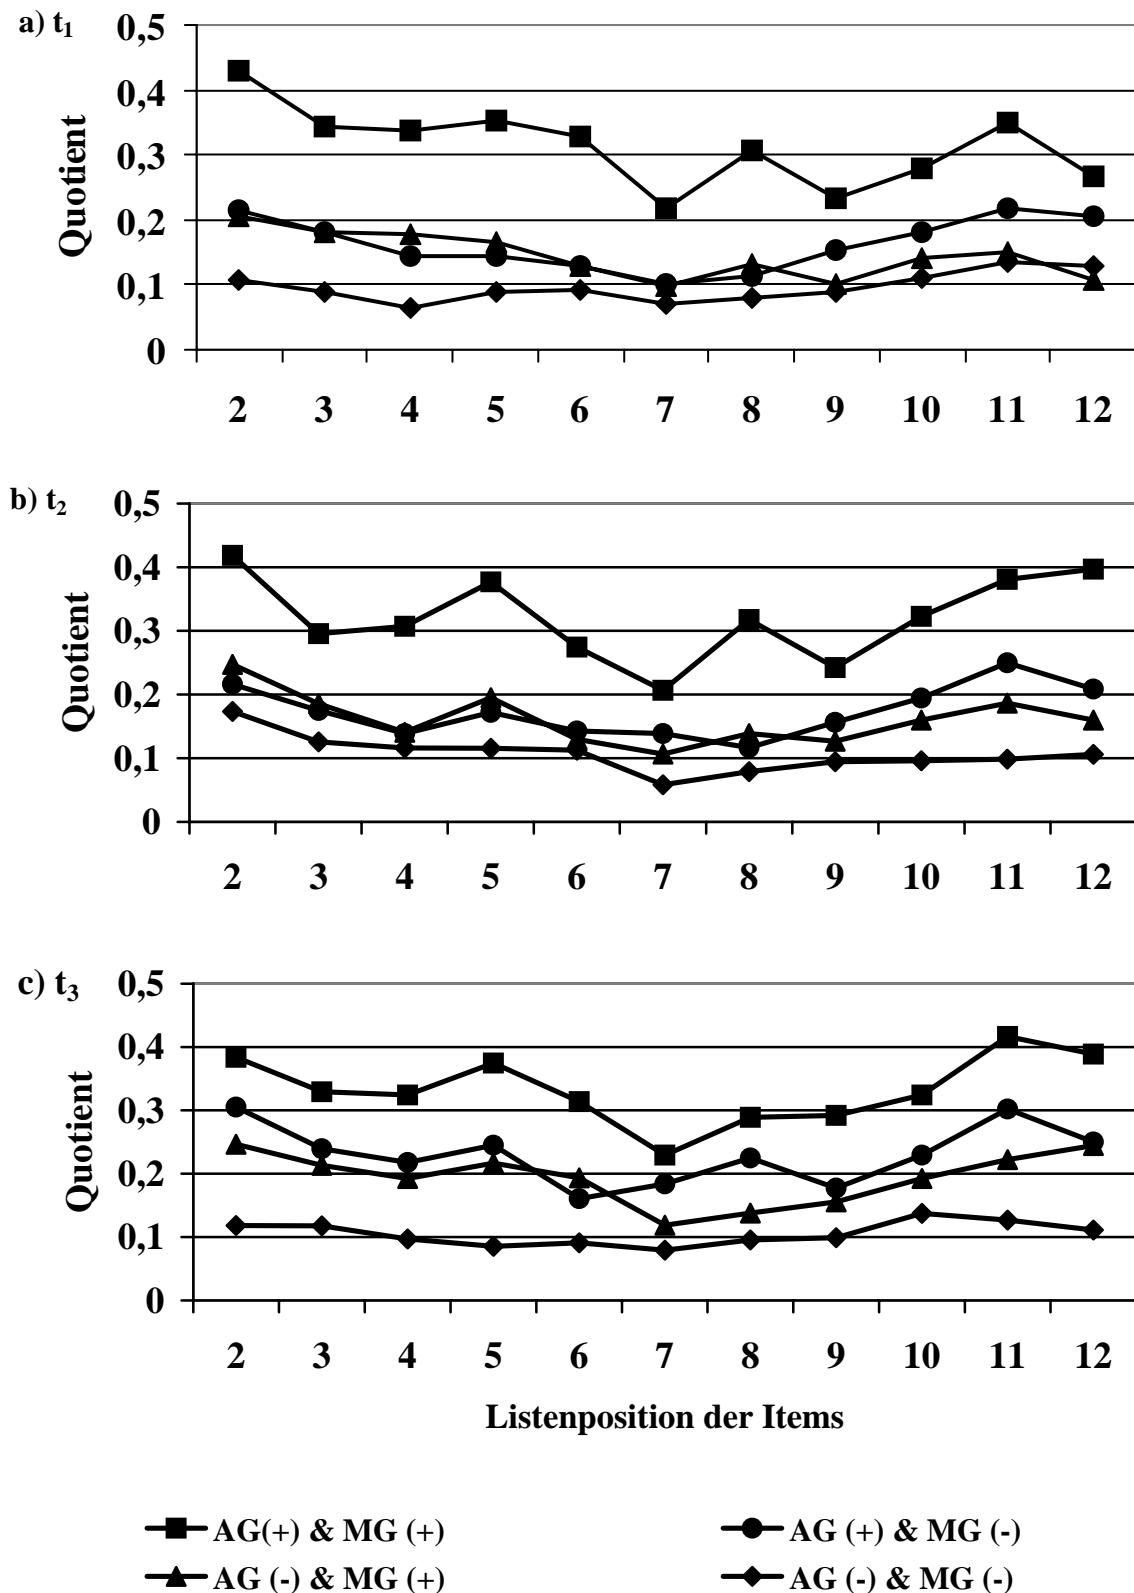 a) t₁
Quotient
0,5
0,4
0,3
0,2
0,1
0
2 3 4 5 6 7 8 9 10 11 12
b) t₂
Quotient
0,5
0,4
0,3
0,2
0,1
0
2 3 4 5 6 7 8 9 10 11 12
c) t₃
Quotient
0,5
0,4
0,3
0,2
0,1
0
2 3 4 5 6 7 8 9 10 11 12
Listenposition der Items
AG(+) & MG (+)
AG (+) & MG (-)
AG (-) & MG (+)
AG (-) & MG (-)